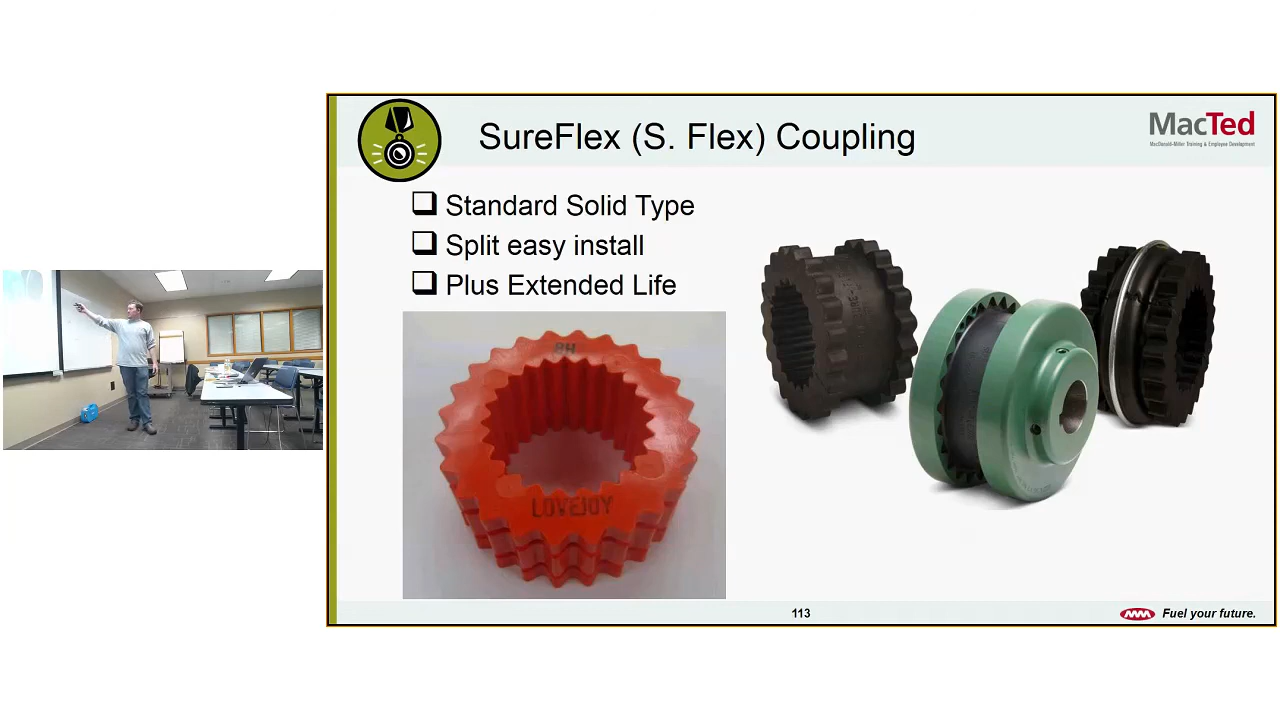 SureFlex (S. Flex) Coupling
MacTed
MacDonald-Miller Training & Employee Development
Standard Solid Type
Split easy install
Plus Extended Life
8H
LOVEJOY
113
Fuel your future.